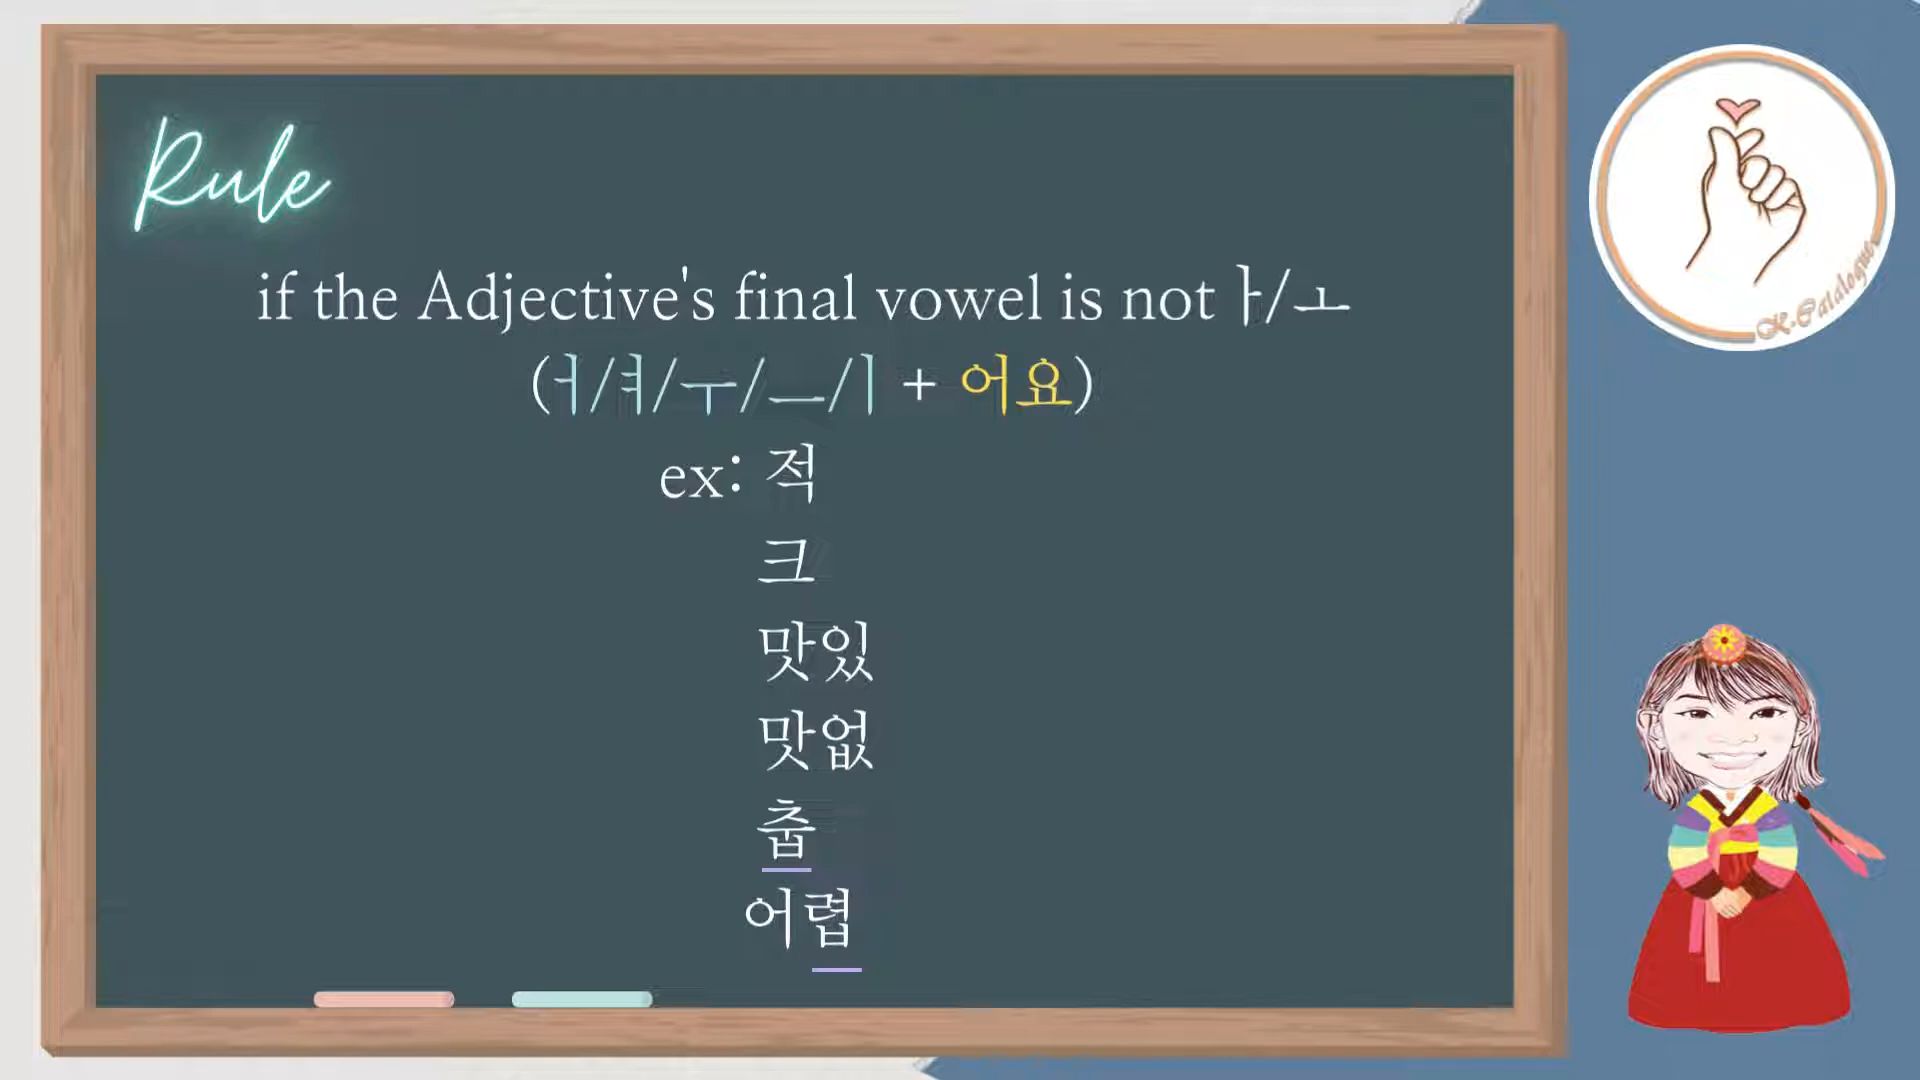 Rule
if the Adjective's final vowel is not ㅏ/ㅗ
(ㅓ/ㅕ/ㅜ/ㅡ/ㅣ + 어요)
ex: 적
크
맛있
맛없
춥
어렵
K-Catalogue